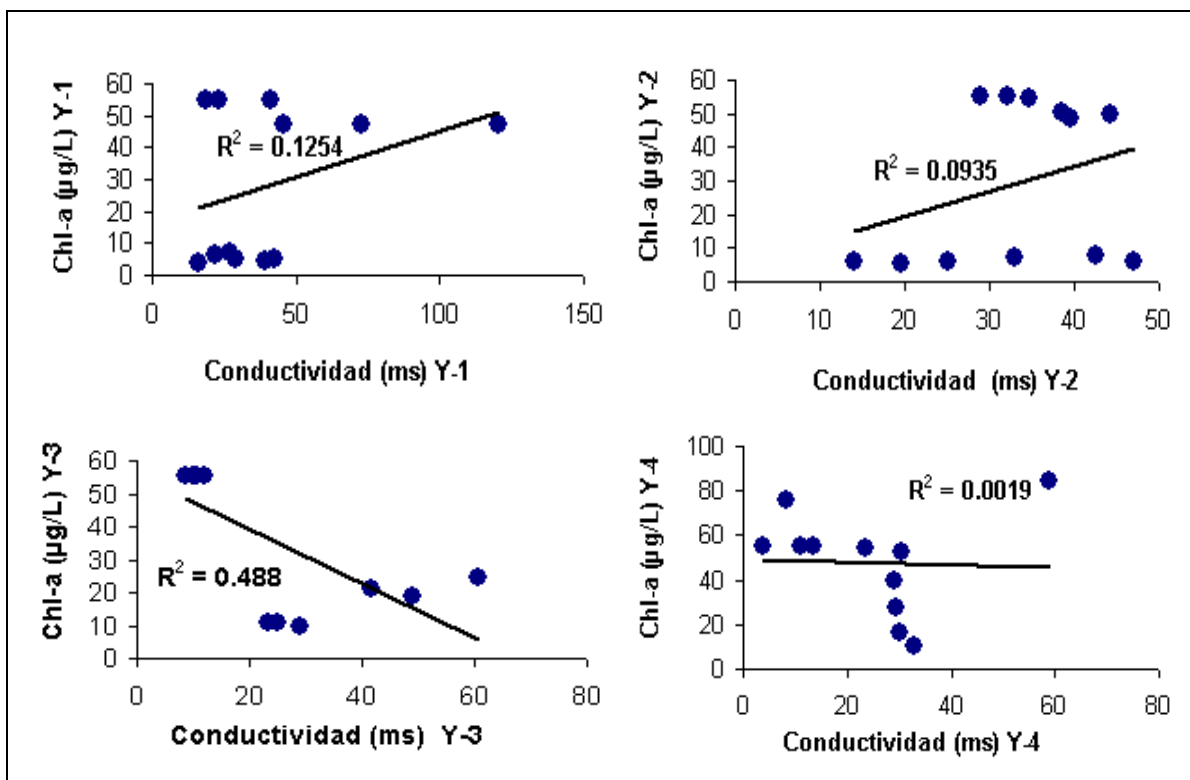 Chl-a (µg/L) Y-1
60
50
40
30
20
10
0
R² = 0.1254
0 50 100 150
Conductividad (ms) Y-1
Chl-a (µg/L) Y-2
60
50
40
30
20
10
0
R² = 0.0935
0 10 20 30 40 50
Conductividad (ms) Y-2
Chl-a (µg/L) Y-3
60
50
40
30
20
10
0
R² = 0.488
0 20 40 60 80
Conductividad (ms) Y-3
Chl-a (µg/L) Y-4
100
80
60
40
20
0
R² = 0.0019
0 20 40 60 80
Conductividad (ms) Y-4